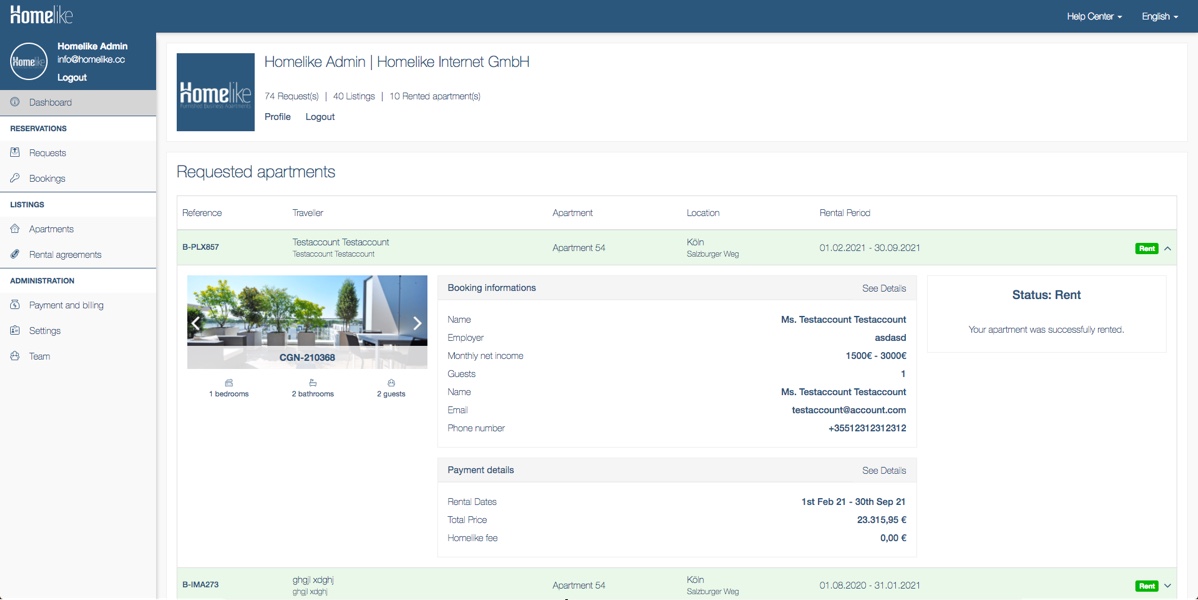 Homelike
Help Center
English
Homelike
Homelike Admin
info@homelike.cc
Logout
Dashboard
RESERVATIONS
Requests
Bookings
LISTINGS
Apartments
Rental agreements
ADMINISTRATION
Payment and billing
Settings
Team
Homelike
Homelike Admin | Homelike Internet GmbH
74 Request(s) | 40 Listings | 10 Rented apartment(s)
Profile Logout
Requested apartments
Reference Traveller Apartment Location Rental Period
B-PLX857 Testaccount Testaccount Apartment 54 Köln 01.02.2021 - 30.09.2021 Rent
Testaccount Testaccount Salzburger Weg
CGN-210368
1 bedrooms 2 bathrooms 2 guests
Booking informations See Details
Name Ms. Testaccount Testaccount
Employer asdasd
Monthly net income 1500€ - 3000€
Guests 1
Name Ms. Testaccount Testaccount
Email testaccount@account.com
Phone number +35512312312312
Payment details See Details
Rental Dates 1st Feb 21 - 30th Sep 21
Total Price 23.315,95 €
Homelike fee 0,00 €
Status: Rent
Your apartment was successfully rented.
B-IMA273 ghgjl xdghj Apartment 54 Köln 01.08.2020 - 31.01.2021 Rent
ghgjl xdghj Salzburger Weg